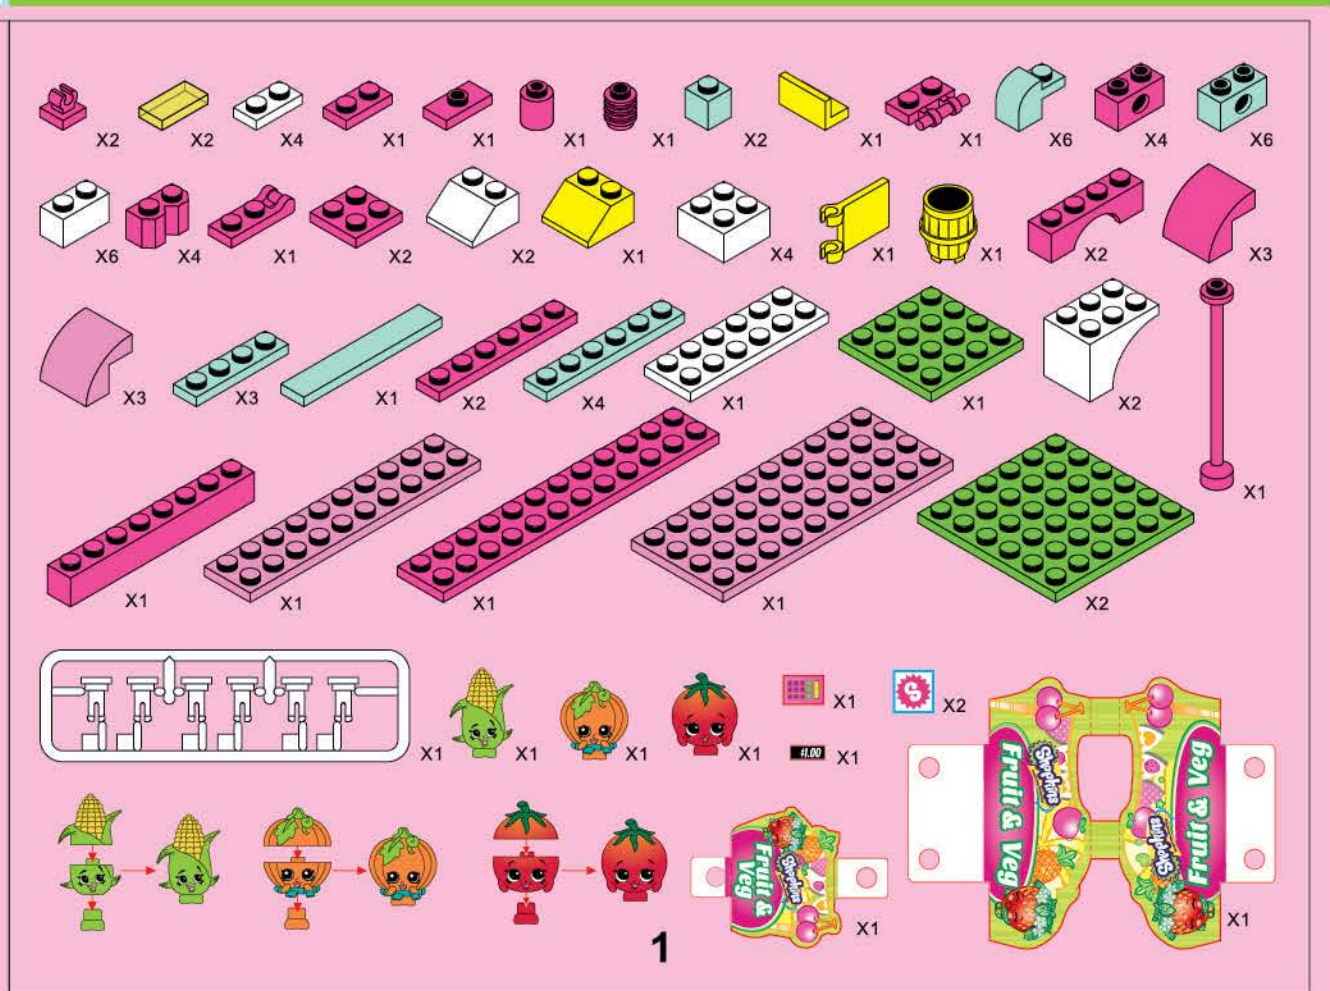 X2 X2 X4 X1 X1 X1 X1 X2 X1 X1 X6 X4 X6
X6 X4 X1 X2 X2 X1 X4 X1 X1 X2 X3
X3 X3 X1 X2 X4 X1 X1 X2
X1
X1 X1 X1 X1 X2
X1 X1 X1 X1 X1 X2
$1.00 X1
Fruit & Veg
Shopkins
Shopkins
Fruit & Veg
X1
Fruit &
Veg
Shopkins
X1
1